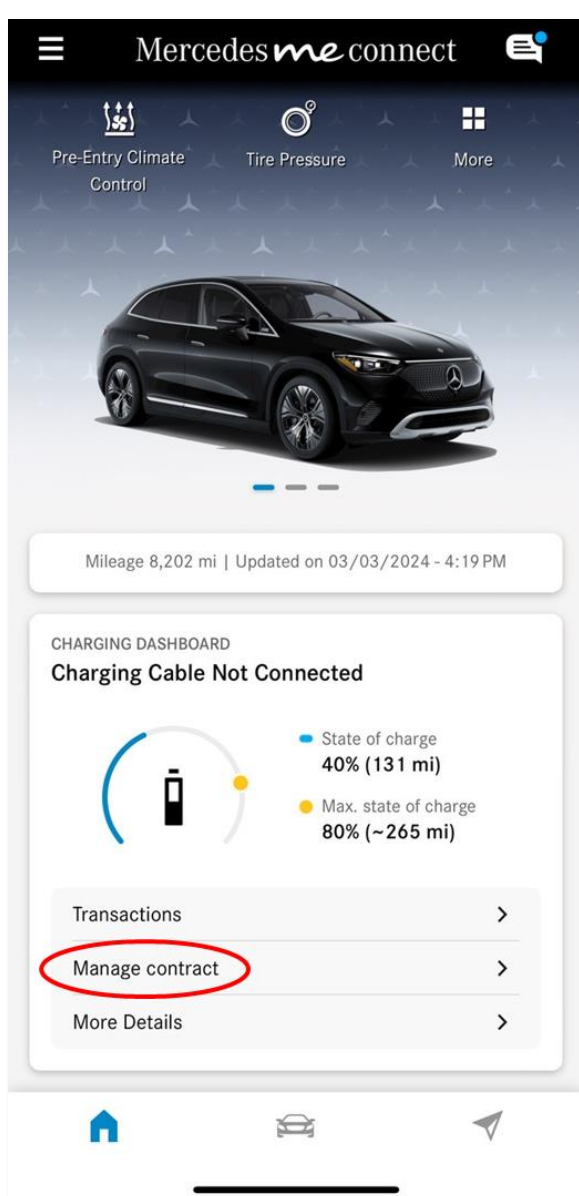 Mercedes me connect
Pre-Entry Climate
Control
Tire Pressure
More
Mileage 8,202 mi | Updated on 03/03/2024 - 4:19 PM
CHARGING DASHBOARD
Charging Cable Not Connected
State of charge
40% (131 mi)
Max. state of charge
80% (~265 mi)
Transactions
Manage contract
More Details